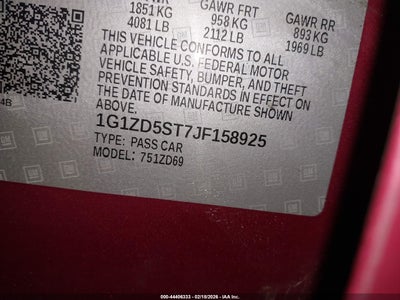 GAWR FRT GAWR RR
1851 KG 958 KG 893 KG
4081 LB 2112 LB 1969 LB
THIS VEHICLE CONFORMS TO ALL
APPLICABLE U.S. FEDERAL MOTOR
VEHICLE SAFETY, BUMPER, AND THEFT
PREVENTION STANDARDS IN EFFECT ON
THE DATE OF MANUFACTURE SHOWN
ABOVE.
4B
1G1ZD5ST7JF158925
TYPE: PASS CAR
MODEL: 751ZD69
000-44406333 - 02/18/2026 - IAA Inc.